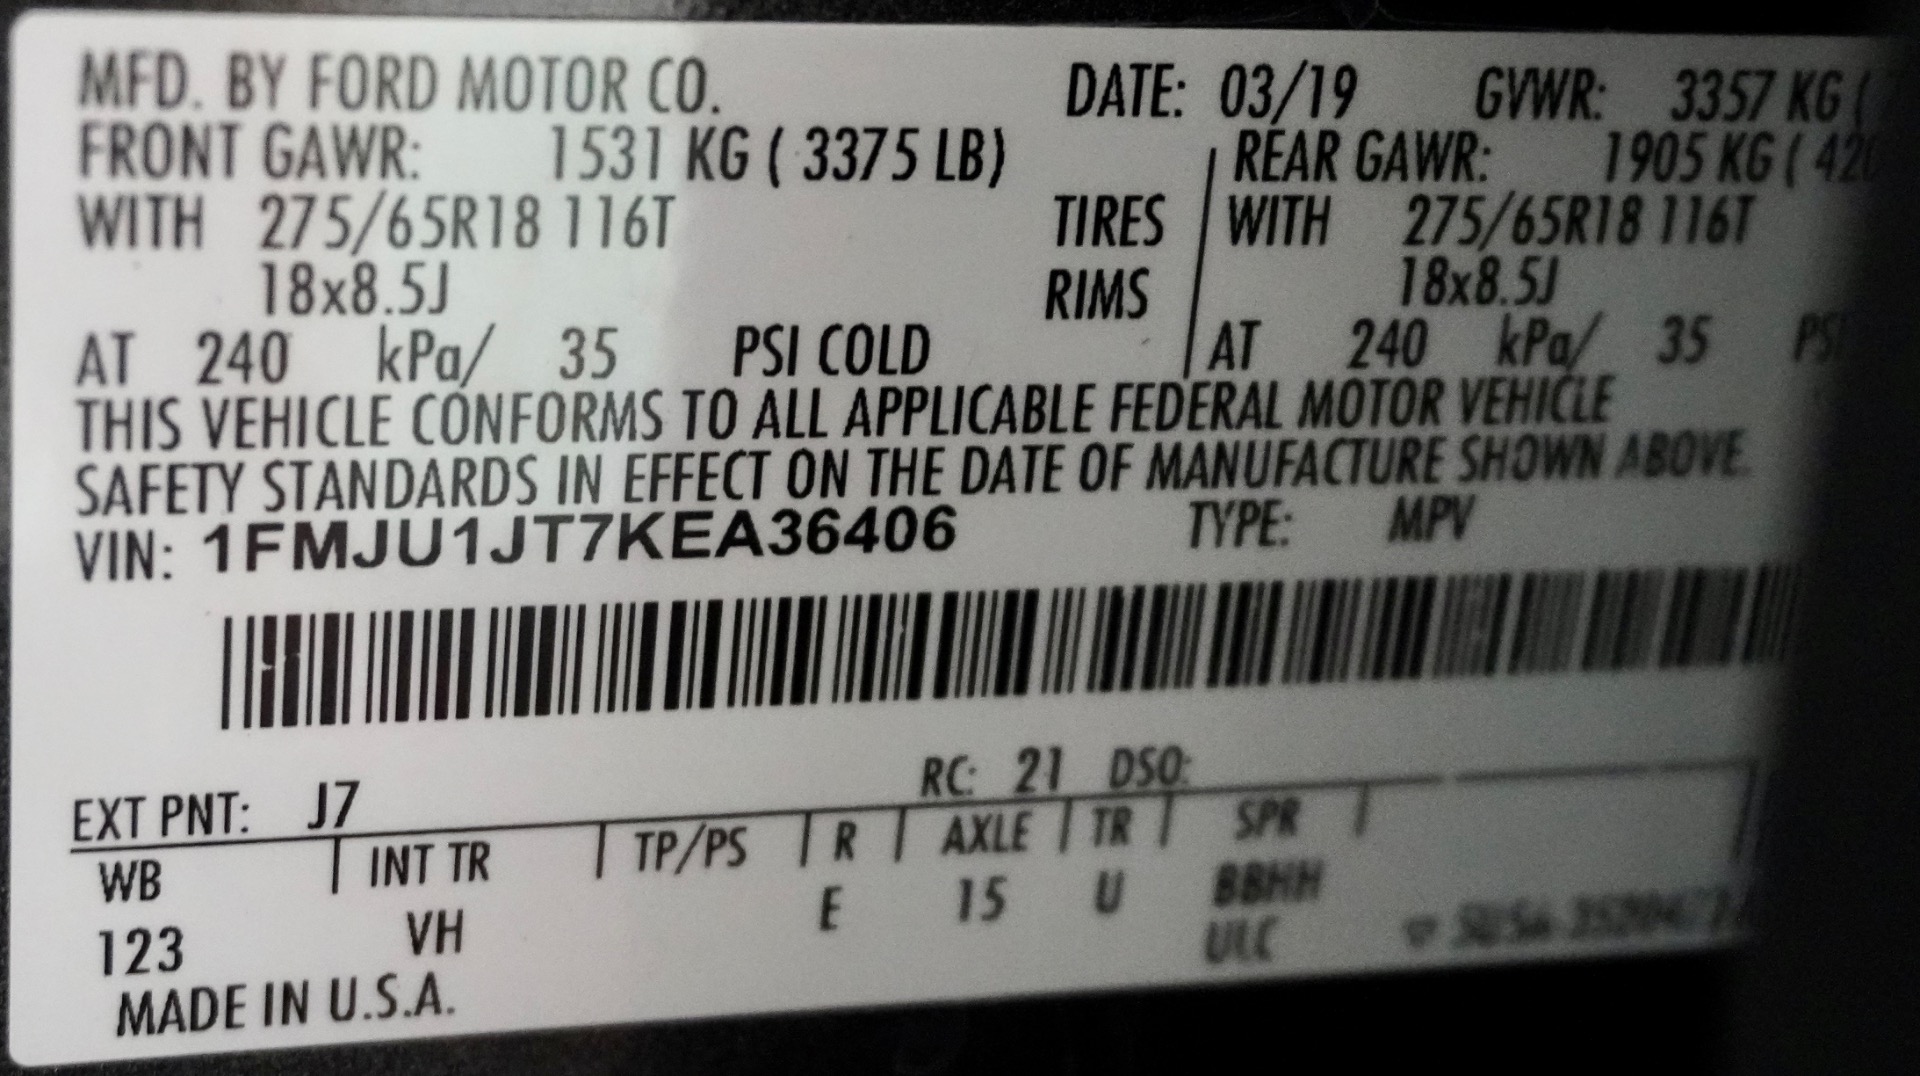 MFD. BY FORD MOTOR CO. DATE: 03/19 GVWR: 3357 KG (
FRONT GAWR: 1531 KG ( 3375 LB) REAR GAWR: 1905 KG ( 420
WITH 275/65R18 116T TIRES WITH 275/65R18 116T
18x8.5J RIMS 18x8.5J
AT 240 kPa/ 35 PSI COLD AT 240 kPa/ 35 PSI
THIS VEHICLE CONFORMS TO ALL APPLICABLE FEDERAL MOTOR VEHICLE
SAFETY STANDARDS IN EFFECT ON THE DATE OF MANUFACTURE SHOWN ABOVE.
VIN: 1FMJU1JT7KEA36406 TYPE: MPV
EXT PNT: J7 RC: 21 DSO:
WB INT TR TP/PS R AXLE TR SPR
123 VH E 15 U BBHH
ULC
MADE IN U.S.A.